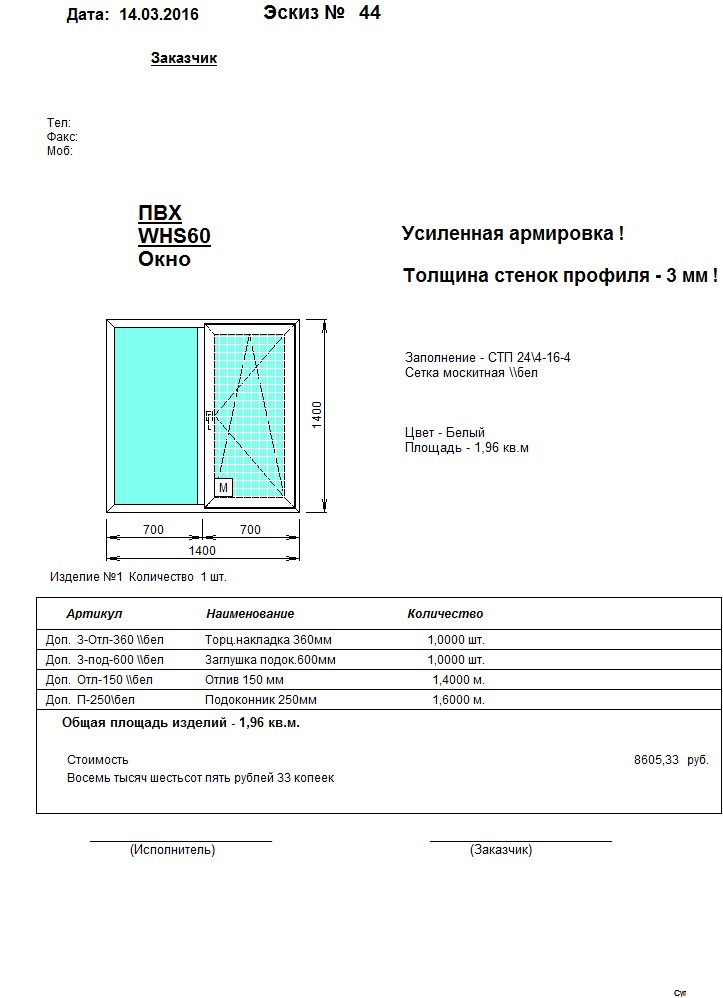 Дата: 14.03.2016 Эскиз № 44
Заказчик
Тел:
Факс:
Моб:
ПВХ
WHS60
Окно
Усиленная армировка !
Толщина стенок профиля - 3 мм !
Заполнение - СТП 24\4-16-4
Сетка москитная \\бел
Цвет - Белый
Площадь - 1,96 кв.м
1400
М
700 700
1400
Изделие №1 Количество 1 шт.
Артикул Наименование Количество
Доп. З-Отл-360 \\бел Торц.накладка 360мм 1,0000 шт.
Доп. З-под-600 \\бел Заглушка подок.600мм 1,0000 шт.
Доп. Отл-150 \\бел Отлив 150 мм 1,4000 м.
Доп. П-250\бел Подоконник 250мм 1,6000 м.
Общая площадь изделий - 1,96 кв.м.
Стоимость 8605,33 руб.
Восемь тысяч шестьсот пять рублей 33 копеек
(Исполнитель) (Заказчик)